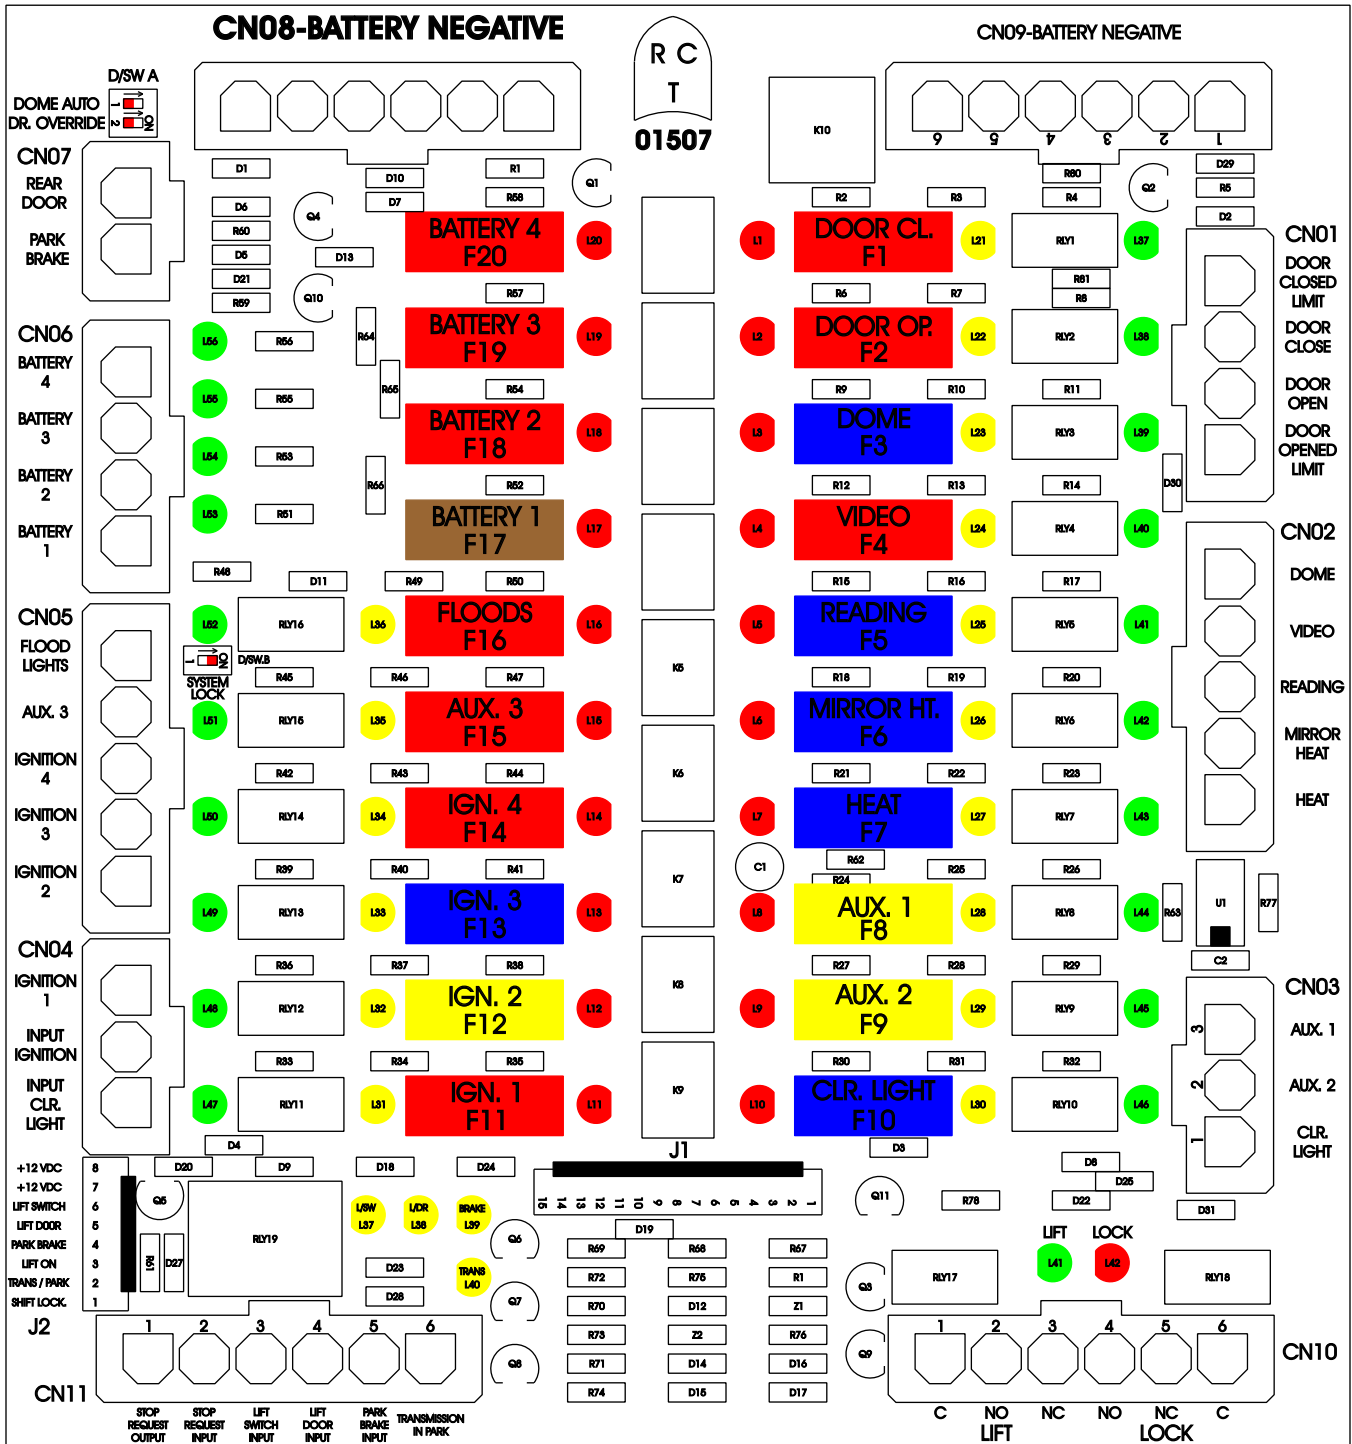 CN08-BATTERY NEGATIVE
R C
T
01507
CN09-BATTERY NEGATIVE
D/SW A
DOME AUTO
DR. OVERRIDE
1
2
ON
K10
6
5
4
3
2
1
CN07
REAR
DOOR
PARK
BRAKE
D1
D10
D7
R1
R58
Q1
D6
R60
D5
D21
R59
Q4
D13
Q10
R2
R3
R80
R4
Q2
D29
R5
D2
BATTERY 4
F20
L20
L1
DOOR CL.
F1
L21
RLY1
L37
CN01
DOOR
CLOSED
LIMIT
DOOR
CLOSE
DOOR
OPEN
DOOR
OPENED
LIMIT
R57
R6
R7
R81
R8
CN06
BATTERY
4
BATTERY
3
BATTERY
2
BATTERY
1
L56
R56
R64
BATTERY 3
F19
L19
L2
DOOR OP.
F2
L22
RLY2
L38
L55
R55
R65
R54
R9
R10
R11
L54
R53
R66
BATTERY 2
F18
L18
L3
DOME
F3
L23
RLY3
L39
R52
R12
R13
R14
D30
L53
R51
BATTERY 1
F17
L17
L4
VIDEO
F4
L24
RLY4
L40
CN02
DOME
VIDEO
READING
MIRROR
HEAT
HEAT
R48
D11
R49
R50
R15
R16
R17
CN05
FLOOD
LIGHTS
AUX. 3
IGNITION
4
IGNITION
3
IGNITION
2
L52
RLY16
L36
FLOODS
F16
L16
L5
READING
F5
L25
RLY5
L41
1
ON
D/SW.B
SYSTEM
LOCK
R45
R46
R47
K5
R18
R19
R20
L51
RLY15
L35
AUX. 3
F15
L15
L6
MIRROR HT.
F6
L26
RLY6
L42
R42
R43
R44
K6
R21
R22
R23
L50
RLY14
L34
IGN. 4
F14
L14
L7
HEAT
F7
L27
RLY7
L43
R39
R40
R41
K7
C1
R62
R24
R25
R26
L49
RLY13
L33
IGN. 3
F13
L13
L8
AUX. 1
F8
L28
RLY8
L44
R63
U1
R77
C2
CN04
IGNITION
1
INPUT
IGNITION
INPUT
CLR.
LIGHT
R36
R37
R38
K8
R27
R28
R29
L48
RLY12
L32
IGN. 2
F12
L12
L9
AUX. 2
F9
L29
RLY9
L45
CN03
3
AUX. 1
2
AUX. 2
1
CLR.
LIGHT
R33
R34
R35
K9
R30
R31
R32
L47
RLY11
L31
IGN. 1
F11
L11
L10
CLR. LIGHT
F10
L30
RLY10
L46
D4
D20
D9
D18
D24
J1
D3
D8
D25
D22
D31
+12 VDC 8
+12 VDC 7
LIFT SWITCH 6
LIFT DOOR 5
PARK BRAKE 4
LIFT ON 3
TRANS / PARK 2
SHIFT LOCK. 1
J2
Q5
R61
D27
RLY19
L/SW
L37
L/DR
L38
BRAKE
L39
TRANS
L40
D23
D28
Q6
Q7
Q8
15 14 13 12 11 10 9 8 7 6 5 4 3 2 1
D19
R69
R68
R67
R72
R75
R1
R70
D12
Z1
R73
Z2
R76
R71
D14
D16
R74
D15
D17
Q11
R78
Q3
Q9
LIFT
L41
LOCK
L42
RLY17
RLY18
1 2 3 4 5 6
CN11
STOP
REQUEST
OUTPUT
STOP
REQUEST
INPUT
LIFT
SWITCH
INPUT
LIFT
DOOR
INPUT
PARK
BRAKE
INPUT
TRANSMISSION
IN PARK
1 2 3 4 5 6
CN10
C NO NC NO NC C
LIFT LOCK